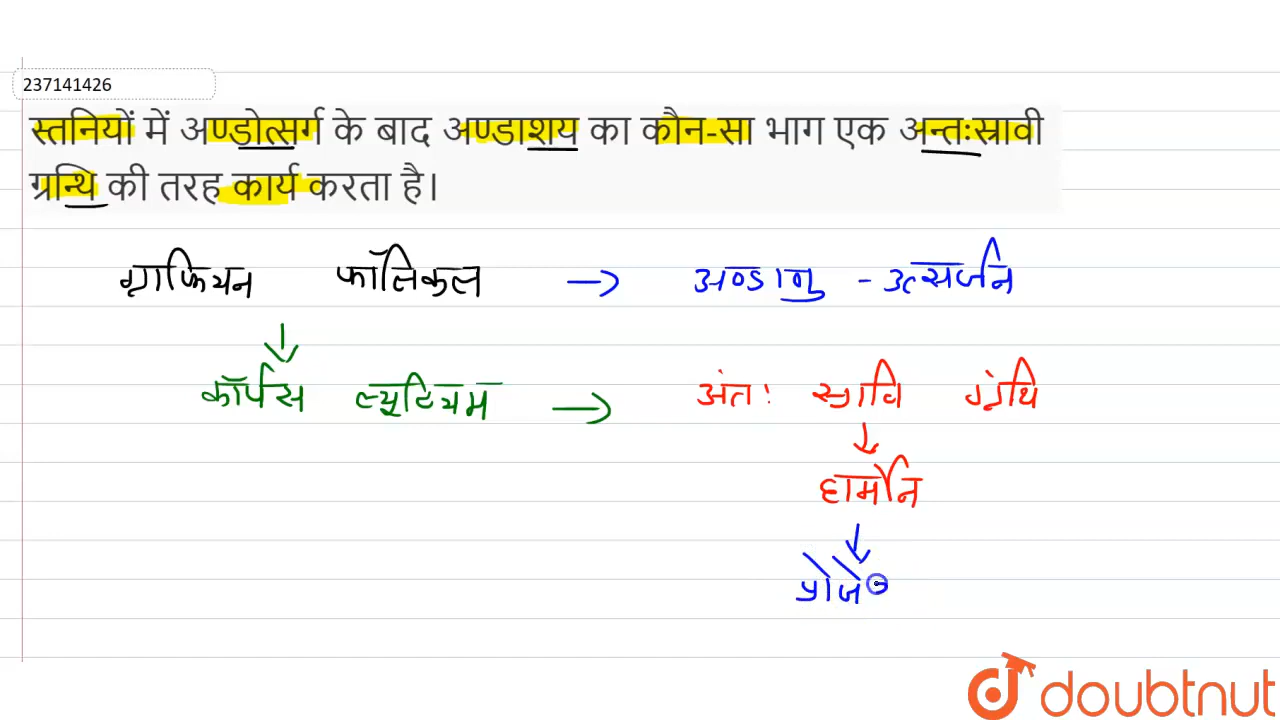 237141426
स्तनियों में अण्डोत्सर्ग के बाद अण्डाशय का कौन-सा भाग एक अन्तःस्रावी
ग्रन्थि की तरह कार्य करता है।
ग्राफियन फॉलिकल → अण्डाणु - उत्सर्जन
↓
कॉर्पस ल्यूटियम → अंतः स्त्रावि ग्रंथि
↓
हार्मोन
↓
प्रोजे
doubtnut